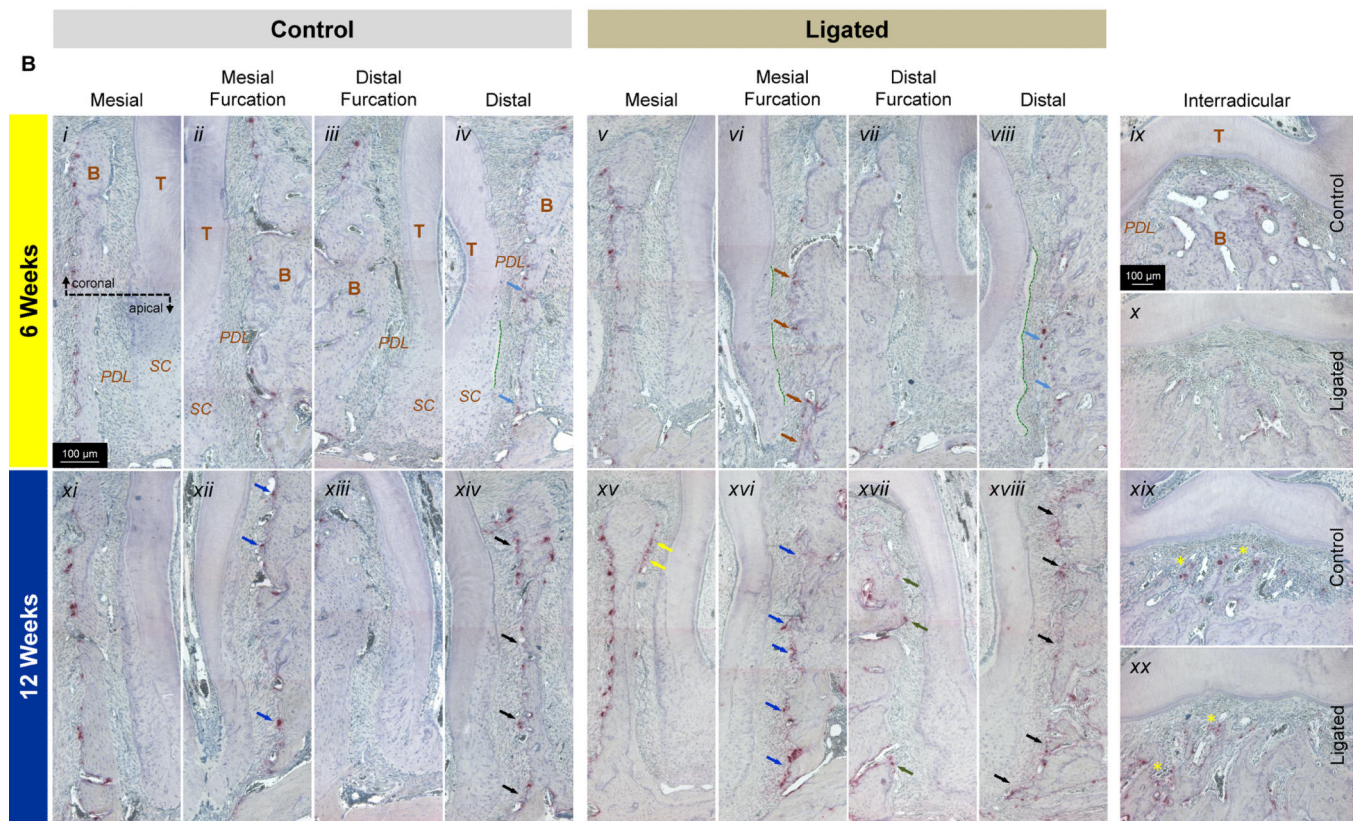 Control
Ligated
B
Mesial
Mesial
Furcation
Distal
Furcation
Distal
Mesial
Mesial
Furcation
Distal
Furcation
Distal
Interradicular
6 Weeks
i
B
T
coronal
apical
PDL
SC
100 µm
ii
T
B
PDL
SC
iii
T
B
PDL
SC
iv
B
T
PDL
SC
v
vi
vii
viii
ix
T
PDL
B
100 µm
Control
x
Ligated
12 Weeks
xi
xii
xiii
xiv
xv
xvi
xvii
xviii
xix
*
*
Control
xx
*
*
Ligated